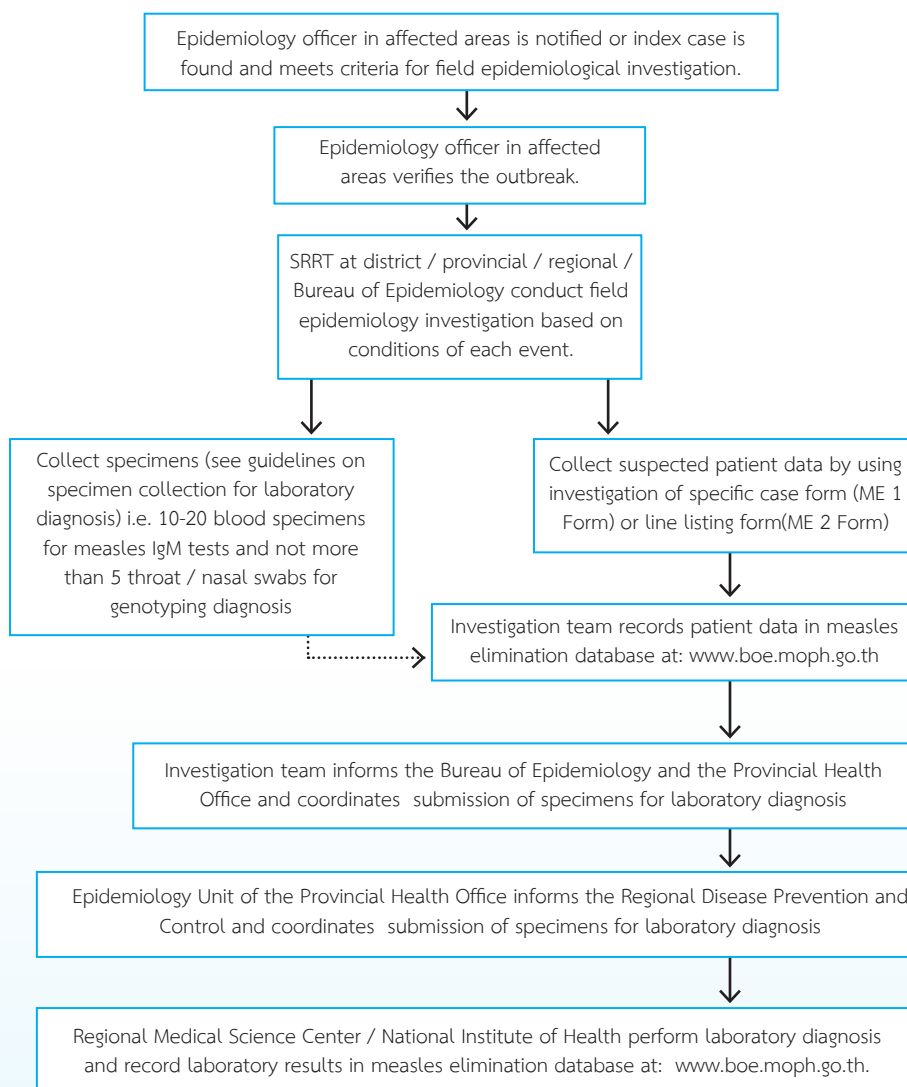 Epidemiology officer in affected areas is notified or index case is
found and meets criteria for field epidemiological investigation.
Epidemiology officer in affected
areas verifies the outbreak.
SRRT at district / provincial / regional /
Bureau of Epidemiology conduct field
epidemiology investigation based on
conditions of each event.
Collect specimens (see guidelines on
specimen collection for laboratory
diagnosis) i.e. 10-20 blood specimens
for measles IgM tests and not more
than 5 throat / nasal swabs for
genotyping diagnosis
Collect suspected patient data by using
investigation of specific case form (ME 1
Form) or line listing form(ME 2 Form)
Investigation team records patient data in measles
elimination database at: www.boe.moph.go.th
Investigation team informs the Bureau of Epidemiology and the Provincial Health
Office and coordinates submission of specimens for laboratory diagnosis
Epidemiology Unit of the Provincial Health Office informs the Regional Disease Prevention and
Control and coordinates submission of specimens for laboratory diagnosis
Regional Medical Science Center / National Institute of Health perform laboratory diagnosis
and record laboratory results in measles elimination database at: www.boe.moph.go.th.